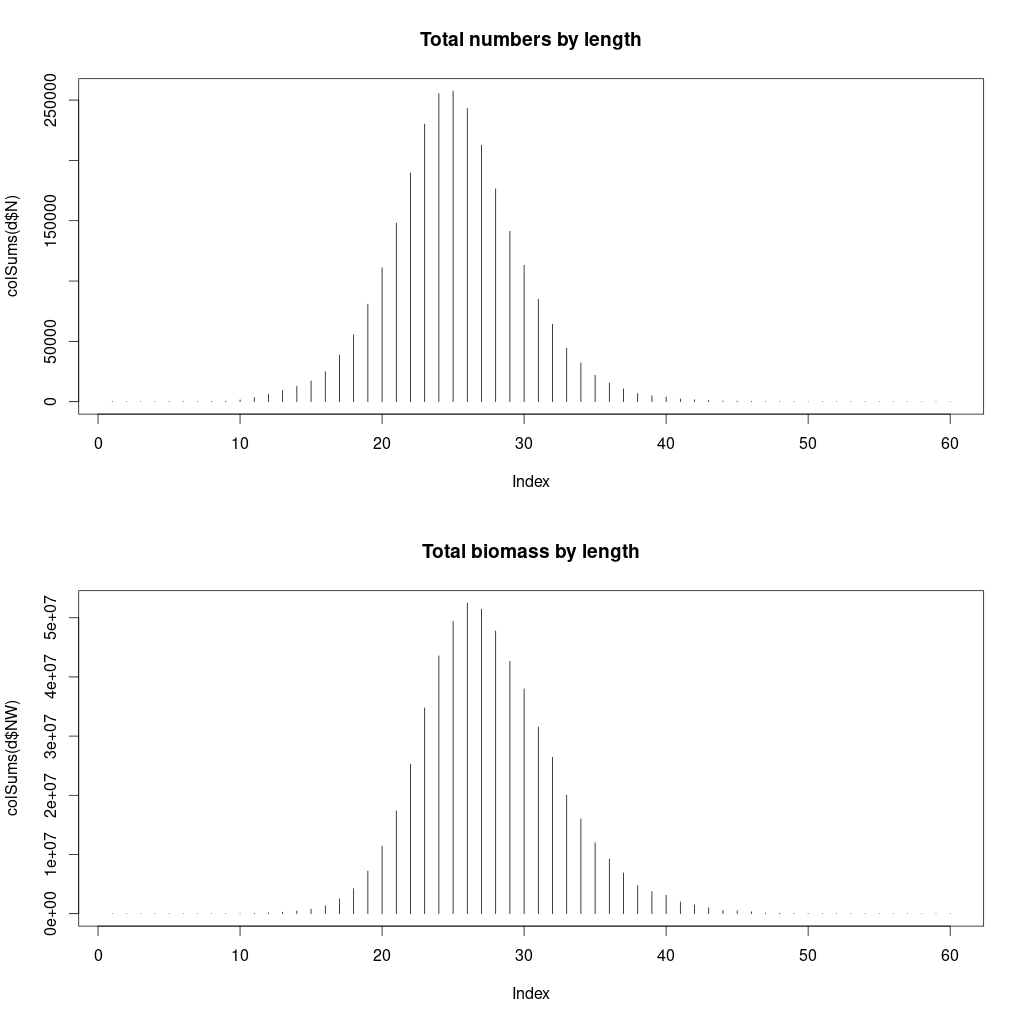 Total numbers by length
colSums(d$N)
250000
150000
50000
0
0 10 20 30 40 50 60
Index
Total biomass by length
colSums(d$NW)
5e+07
4e+07
3e+07
2e+07
1e+07
0e+00
0 10 20 30 40 50 60
Index